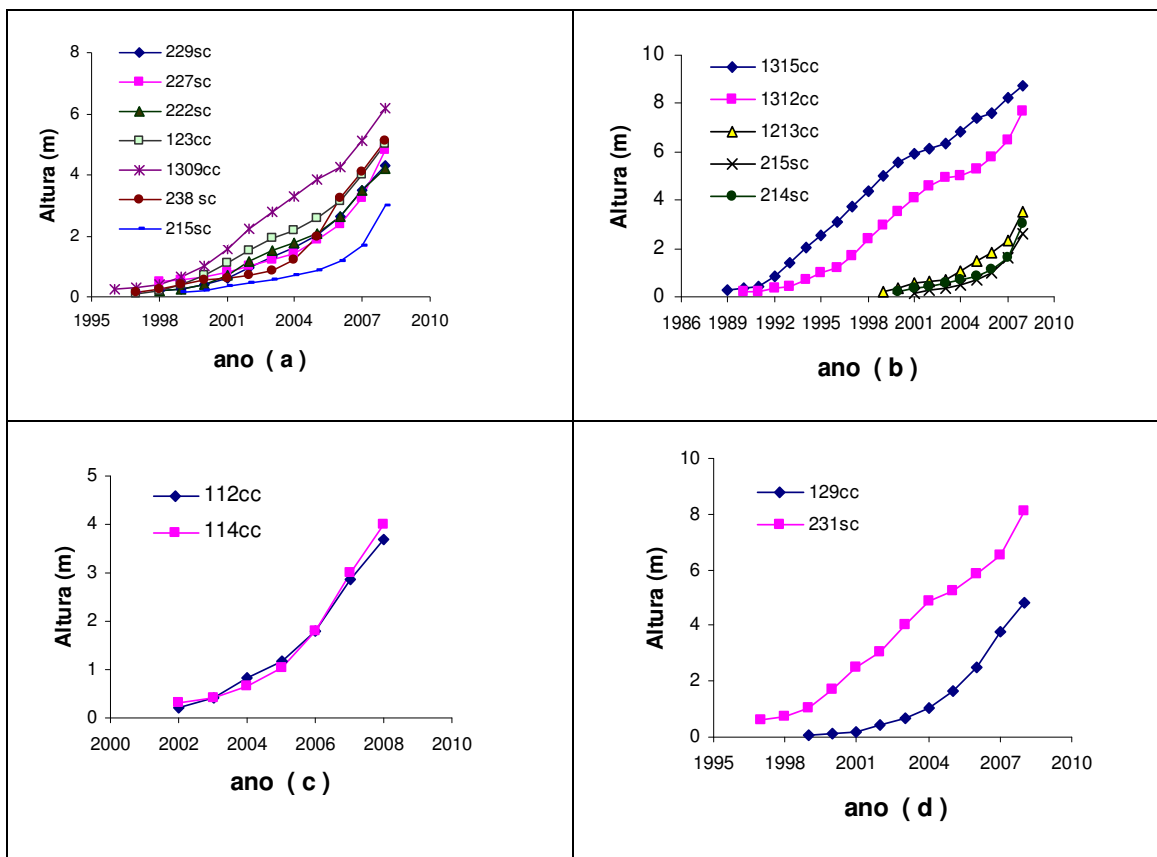 8
6
4
2
0
Altura (m)
229sc
227sc
222sc
123cc
1309cc
238 sc
215sc
1995 1998 2001 2004 2007 2010
ano ( a )
10
8
6
4
2
0
Altura (m)
1315cc
1312cc
1213cc
215sc
214sc
1986 1989 1992 1995 1998 2001 2004 2007 2010
ano ( b )
5
4
3
2
1
0
Altura (m)
112cc
114cc
2000 2002 2004 2006 2008 2010
ano ( c )
10
8
6
4
2
0
Altura (m)
129cc
231sc
1995 1998 2001 2004 2007 2010
ano ( d )